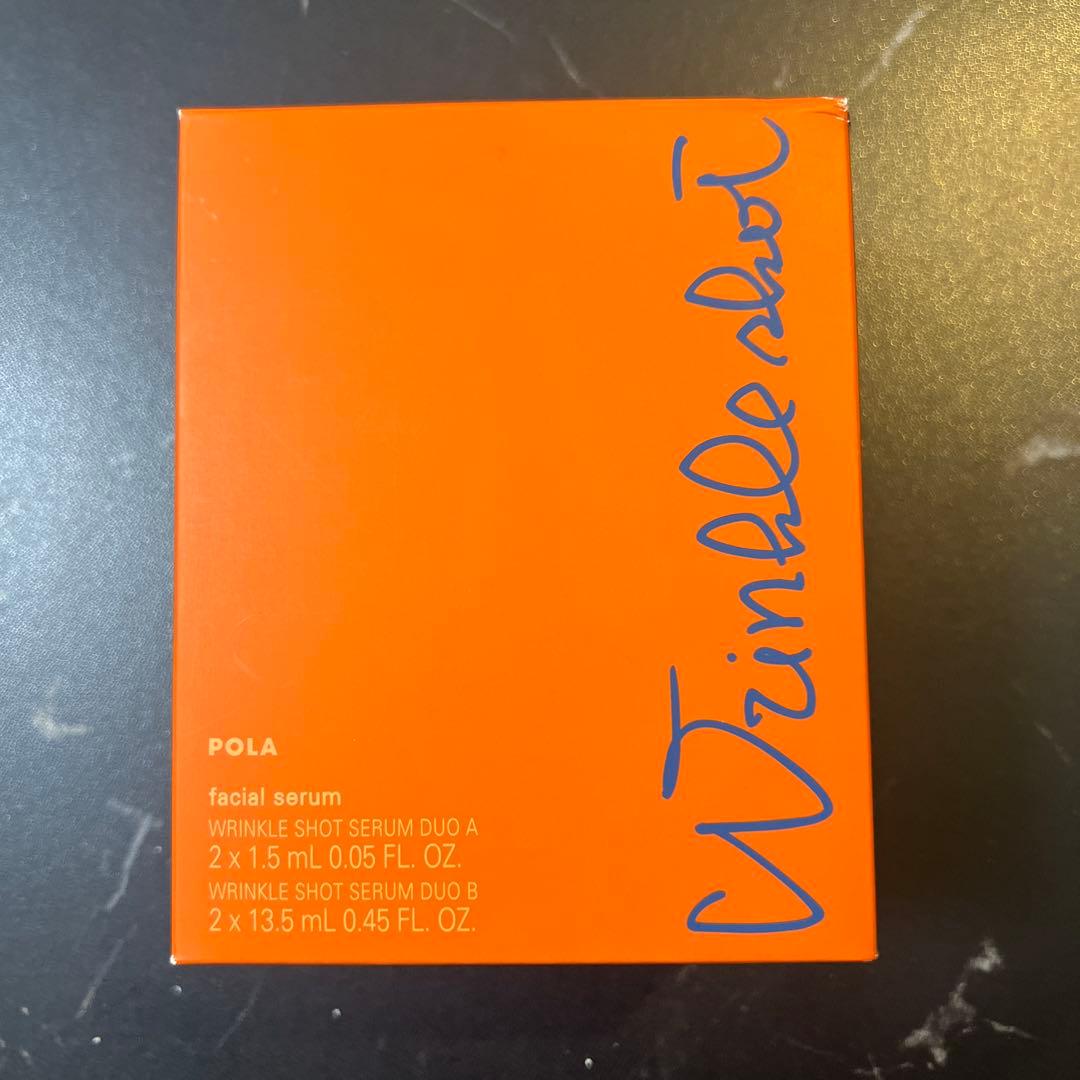 Wrinkle shot
POLA
facial serum
WRINKLE SHOT SERUM DUO A
2 x 1.5 mL 0.05 FL. OZ.
WRINKLE SHOT SERUM DUO B
2 x 13.5 mL 0.45 FL. OZ.